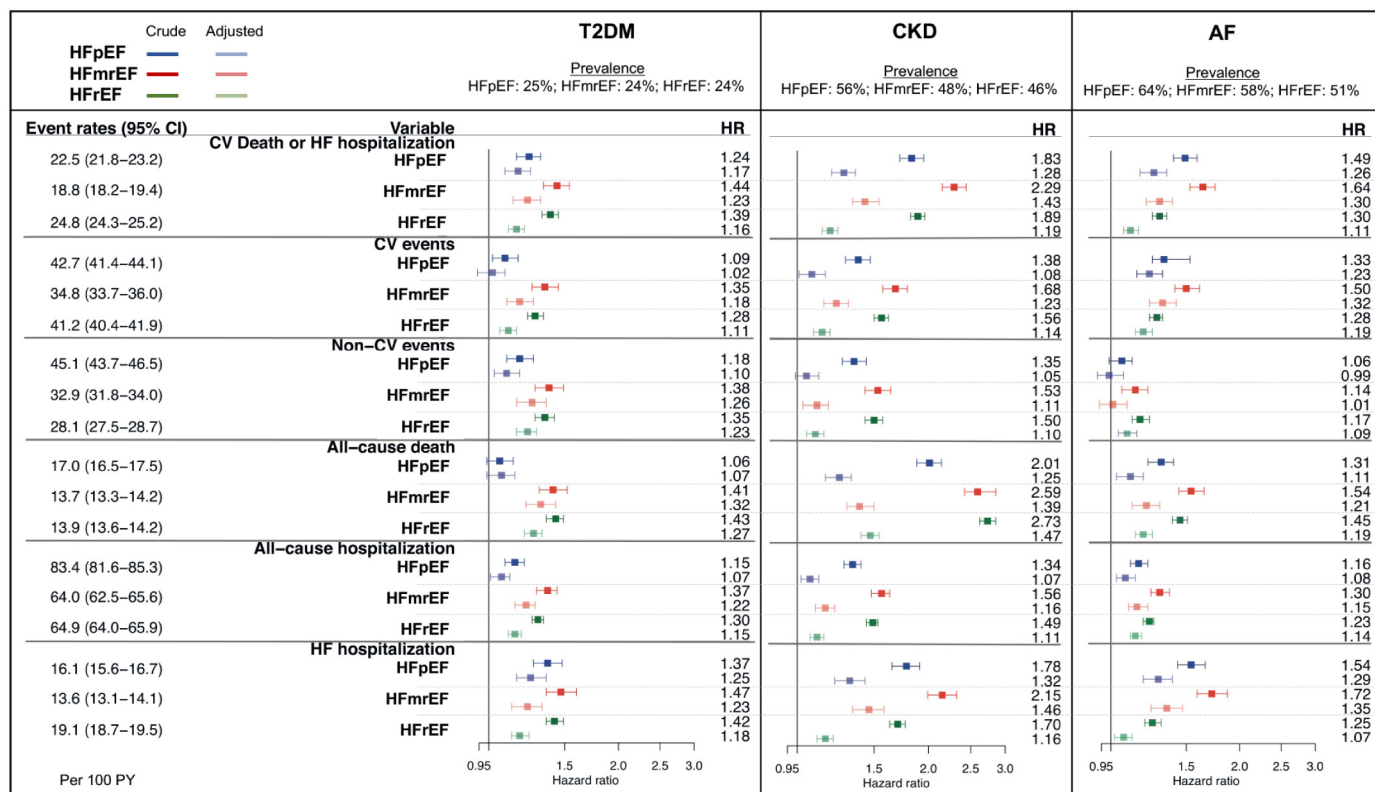 Crude Adjusted
HFpEF
HFmrEF
HFrEF
T2DM
Prevalence
HFpEF: 25%; HFmrEF: 24%; HFrEF: 24%
CKD
Prevalence
HFpEF: 56%; HFmrEF: 48%; HFrEF: 46%
AF
Prevalence
HFpEF: 64%; HFmrEF: 58%; HFrEF: 51%
Event rates (95% CI) Variable HR HR HR
CV Death or HF hospitalization
22.5 (21.8–23.2) HFpEF 1.24 1.83 1.49
1.17 1.28 1.26
18.8 (18.2–19.4) HFmrEF 1.44 2.29 1.64
1.23 1.43 1.30
24.8 (24.3–25.2) HFrEF 1.39 1.89 1.30
1.16 1.19 1.11
CV events
42.7 (41.4–44.1) HFpEF 1.09 1.38 1.33
1.02 1.08 1.23
34.8 (33.7–36.0) HFmrEF 1.35 1.68 1.50
1.18 1.23 1.32
41.2 (40.4–41.9) HFrEF 1.28 1.56 1.28
1.11 1.14 1.19
Non–CV events
45.1 (43.7–46.5) HFpEF 1.18 1.35 1.06
1.10 1.05 0.99
32.9 (31.8–34.0) HFmrEF 1.38 1.53 1.14
1.26 1.11 1.01
28.1 (27.5–28.7) HFrEF 1.35 1.50 1.17
1.23 1.10 1.09
All–cause death
17.0 (16.5–17.5) HFpEF 1.06 2.01 1.31
1.07 1.25 1.11
13.7 (13.3–14.2) HFmrEF 1.41 2.59 1.54
1.32 1.39 1.21
13.9 (13.6–14.2) HFrEF 1.43 2.73 1.45
1.27 1.47 1.19
All–cause hospitalization
83.4 (81.6–85.3) HFpEF 1.15 1.34 1.16
1.07 1.07 1.08
64.0 (62.5–65.6) HFmrEF 1.37 1.56 1.30
1.22 1.16 1.15
64.9 (64.0–65.9) HFrEF 1.30 1.49 1.23
1.15 1.11 1.14
HF hospitalization
16.1 (15.6–16.7) HFpEF 1.37 1.78 1.54
1.25 1.32 1.29
13.6 (13.1–14.1) HFmrEF 1.47 2.15 1.72
1.23 1.46 1.35
19.1 (18.7–19.5) HFrEF 1.42 1.70 1.25
1.18 1.16 1.07
0.95 1.5 2.0 2.5 3.0 0.95 1.5 2.0 2.5 3.0 0.95 1.5 2.0 3.0
Per 100 PY Hazard ratio Hazard ratio Hazard ratio